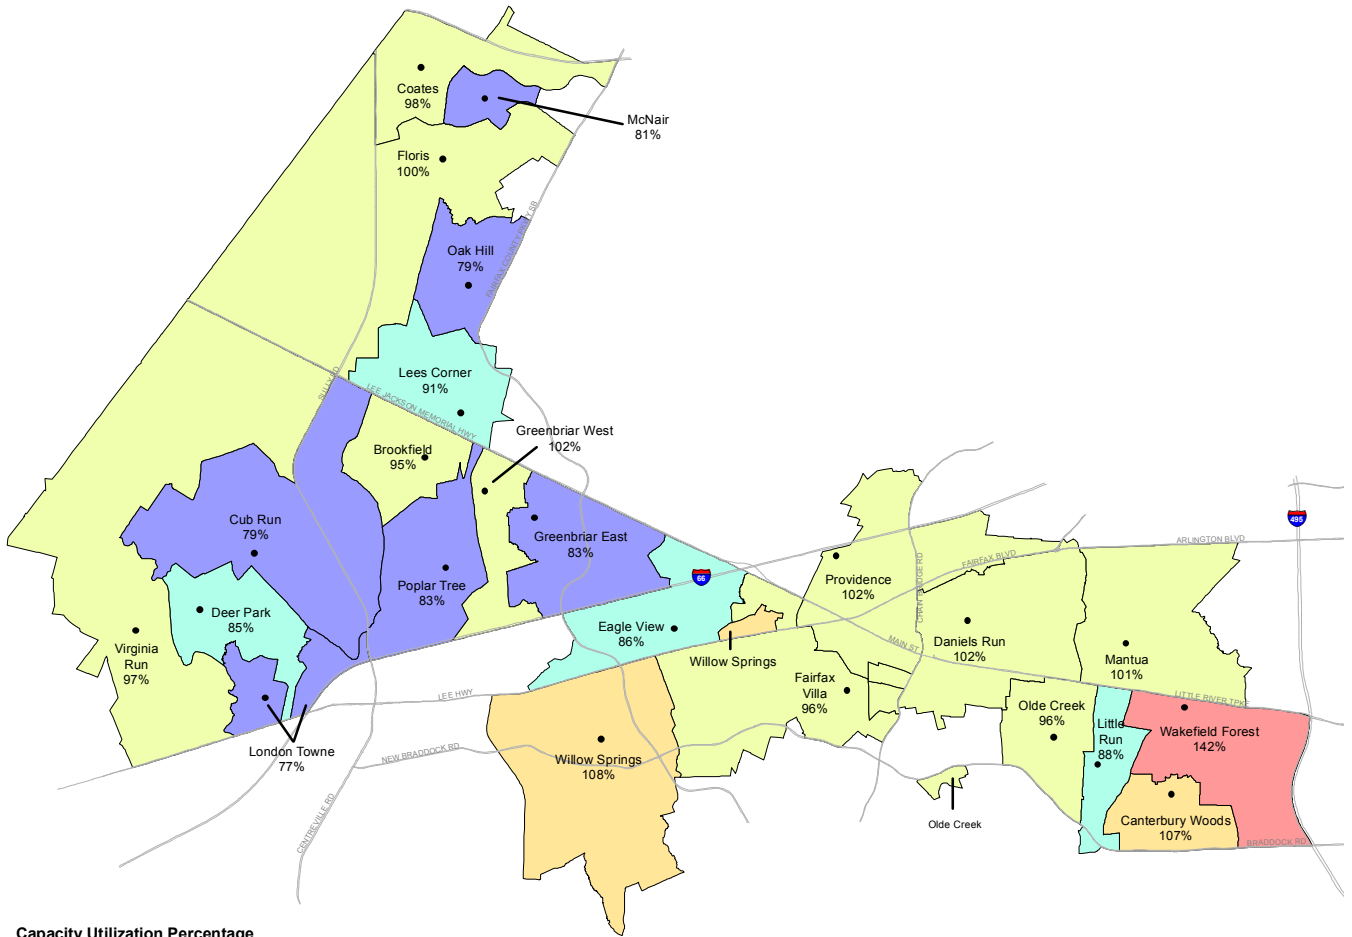 Coates
98%
McNair
81%
Floris
100%
FAIRFAX COUNTY PKWY SB
Oak Hill
79%
SULLY RD
Lees Corner
91%
LEE JACKSON MEMORIAL HWY
Greenbriar West
102%
Brookfield
95%
Cub Run
79%
Greenbriar East
83%
Poplar Tree
83%
66
495
ARLINGTON BLVD
FAIRFAX BLVD
CHAIN BRIDGE RD
Providence
102%
Deer Park
85%
Eagle View
86%
Virginia
Run
97%
Willow Springs
MAIN ST
Daniels Run
102%
Mantua
101%
Fairfax
Villa
96%
LEE HWY
LITTLE RIVER TPKE
Olde Creek
96%
Little
Run
88%
Wakefield Forest
142%
London Towne
77%
NEW BRADDOCK RD
Willow Springs
108%
CENTREVILLE RD
Olde Creek
Canterbury Woods
107%
BRADDOCK RD
Capacity Utilization Percentage